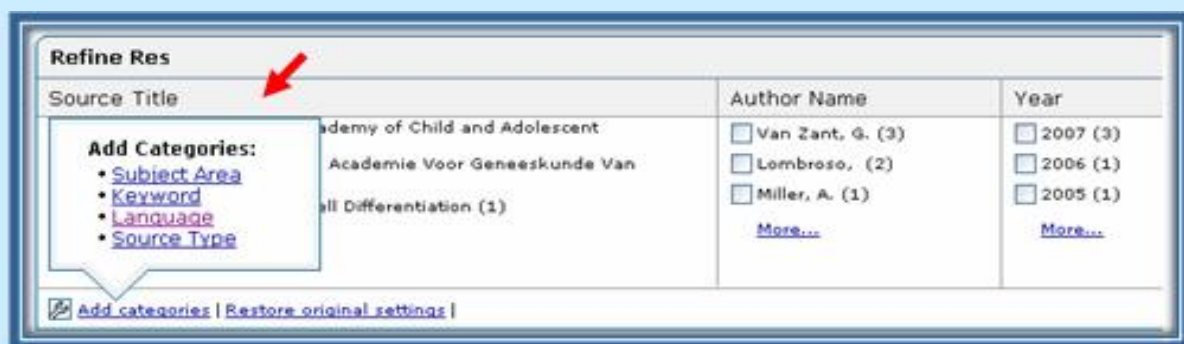 Refine Res
Source Title
Author Name
Year
Add Categories:
• Subject Area
• Keyword
• Language
• Source Type
ademy of Child and Adolescent
Academie Voor Geneeskunde Van
ell Differentiation (1)
Van Zant, G. (3)
Lombroso, (2)
Miller, A. (1)
More...
2007 (3)
2006 (1)
2005 (1)
More...
Add categories | Restore original settings |